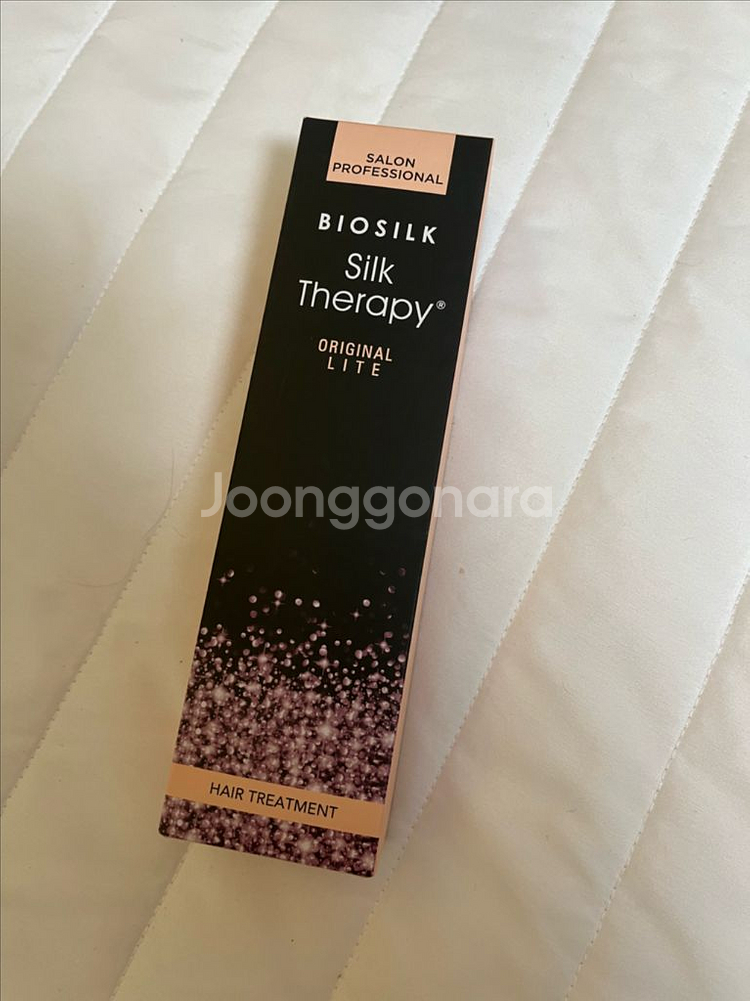 SALON
PROFESSIONAL
BIOSILK
Silk
Therapy®
ORIGINAL
LITE
Joonggonara
HAIR TREATMENT